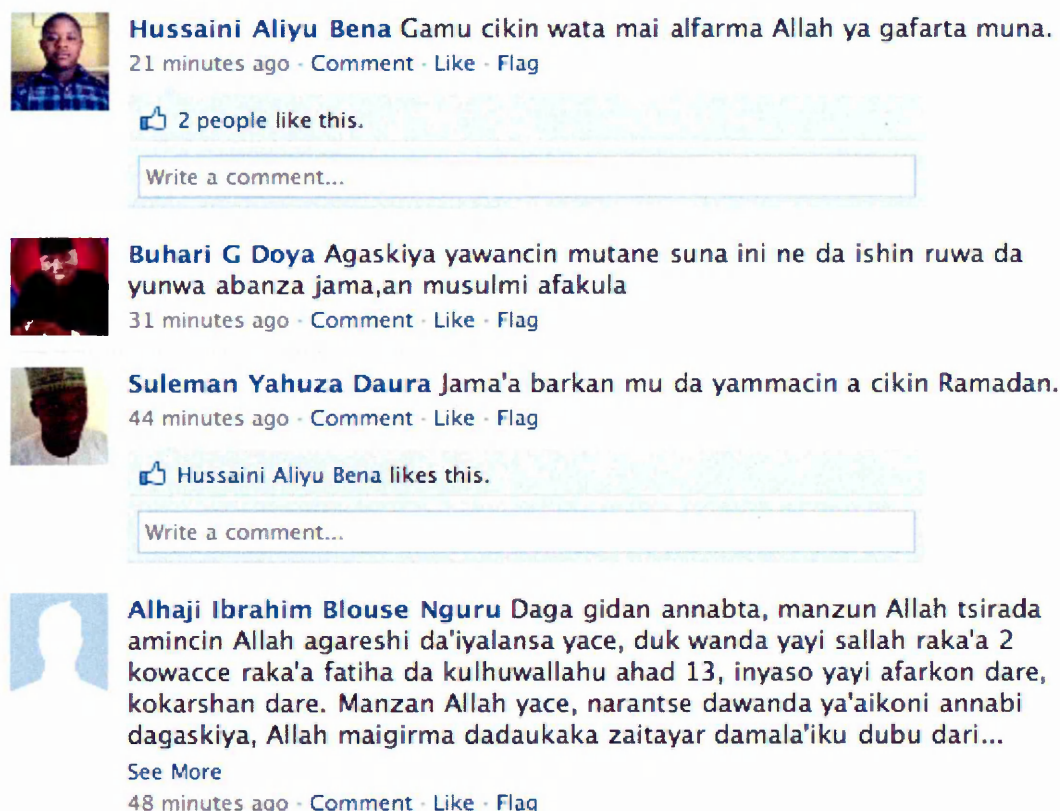 Hussaini Aliyu Bena Gamu cikin wata mai alfarma Allah ya gafarta muna.
21 minutes ago · Comment · Like · Flag
2 people like this.
Write a comment...
Buhari G Doya Agaskiya yawancin mutane suna ini ne da ishin ruwa da
yunwa abanza jama,an musulmi afakula
31 minutes ago · Comment · Like · Flag
Suleman Yahuza Daura Jama'a barkan mu da yammacin a cikin Ramadan.
44 minutes ago · Comment · Like · Flag
Hussaini Aliyu Bena likes this.
Write a comment...
Alhaji Ibrahim Blouse Nguru Daga gidan annabta, manzun Allah tsirada
amincin Allah agareshi da'iyalansa yace, duk wanda yayi sallah raka'a 2
kowacce raka'a fatiha da kulhuwallahu ahad 13, inyaso yayi afarkon dare,
kokarshan dare. Manzan Allah yace, narantse dawanda ya'aikoni annabi
dagaskiya, Allah maigirma dadaukaka zaitayar damala'iku dubu dari...
See More
48 minutes ago · Comment · Like · Flag